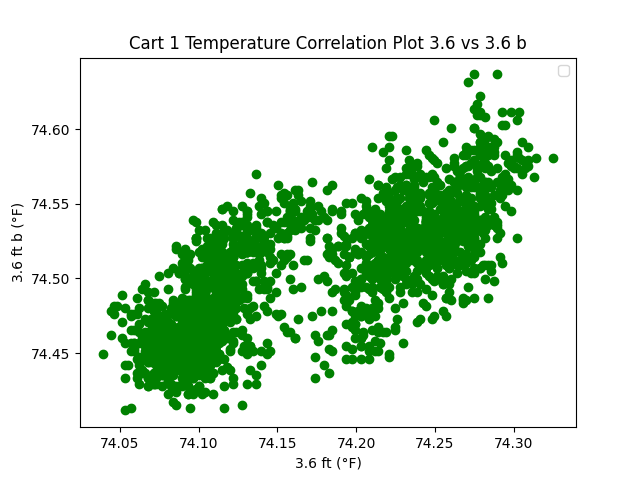 Cart 1 Temperature Correlation Plot 3.6 vs 3.6 b
74.60
74.55
74.50
74.45
3.6 ft b (°F)
74.05 74.10 74.15 74.20 74.25 74.30
3.6 ft (°F)